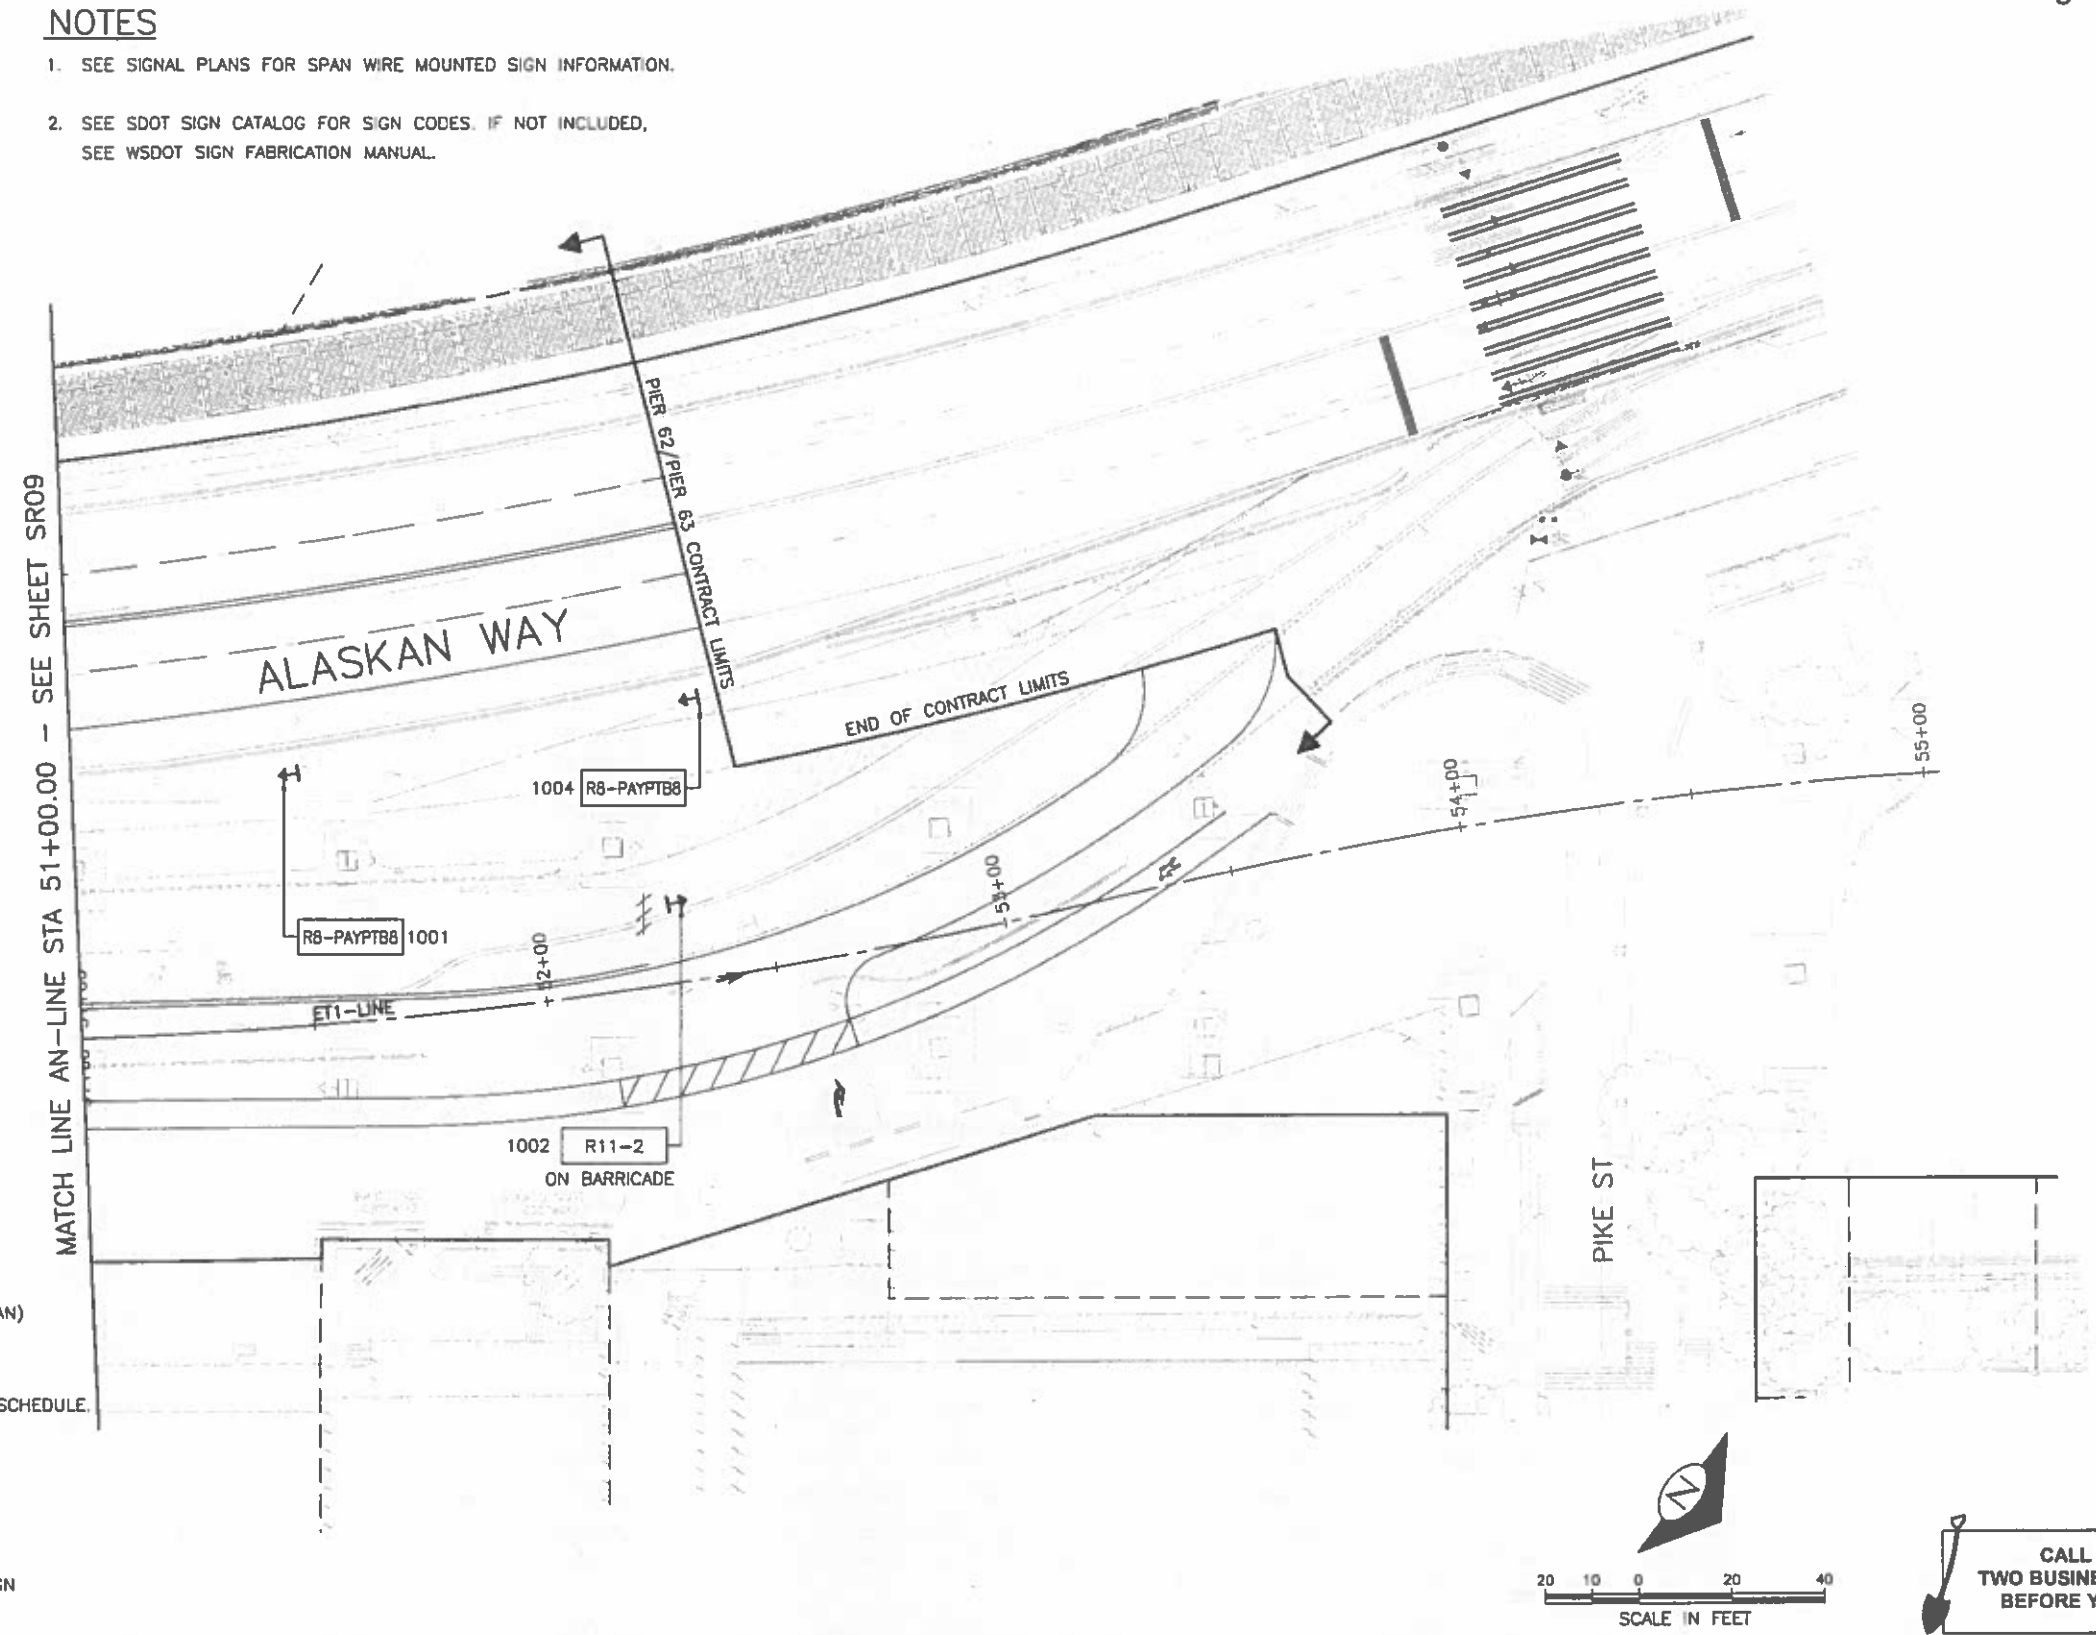 NOTES
1. SEE SIGNAL PLANS FOR SPAN WIRE MOUNTED SIGN INFORMATION.
2. SEE SDOT SIGN CATALOG FOR SIGN CODES. IF NOT INCLUDED,
SEE WSDOT SIGN FABRICATION MANUAL.
MATCH LINE AN-LINE STA 51+00.00 - SEE SHEET SR09
PIER 62/PIER 63 CONTRACT LIMITS
ALASKAN WAY
END OF CONTRACT LIMITS
1004 R8-PAYPTB8
R8-PAYPTB8 1001
52+00
53+00
54+00
55+00
ET1-LINE
1002 R11-2
ON BARRICADE
PIKE ST
AN)
SCHEDULE.
GN
N
20 10 0 20 40
SCALE IN FEET
CALL
TWO BUSINE
BEFORE Y